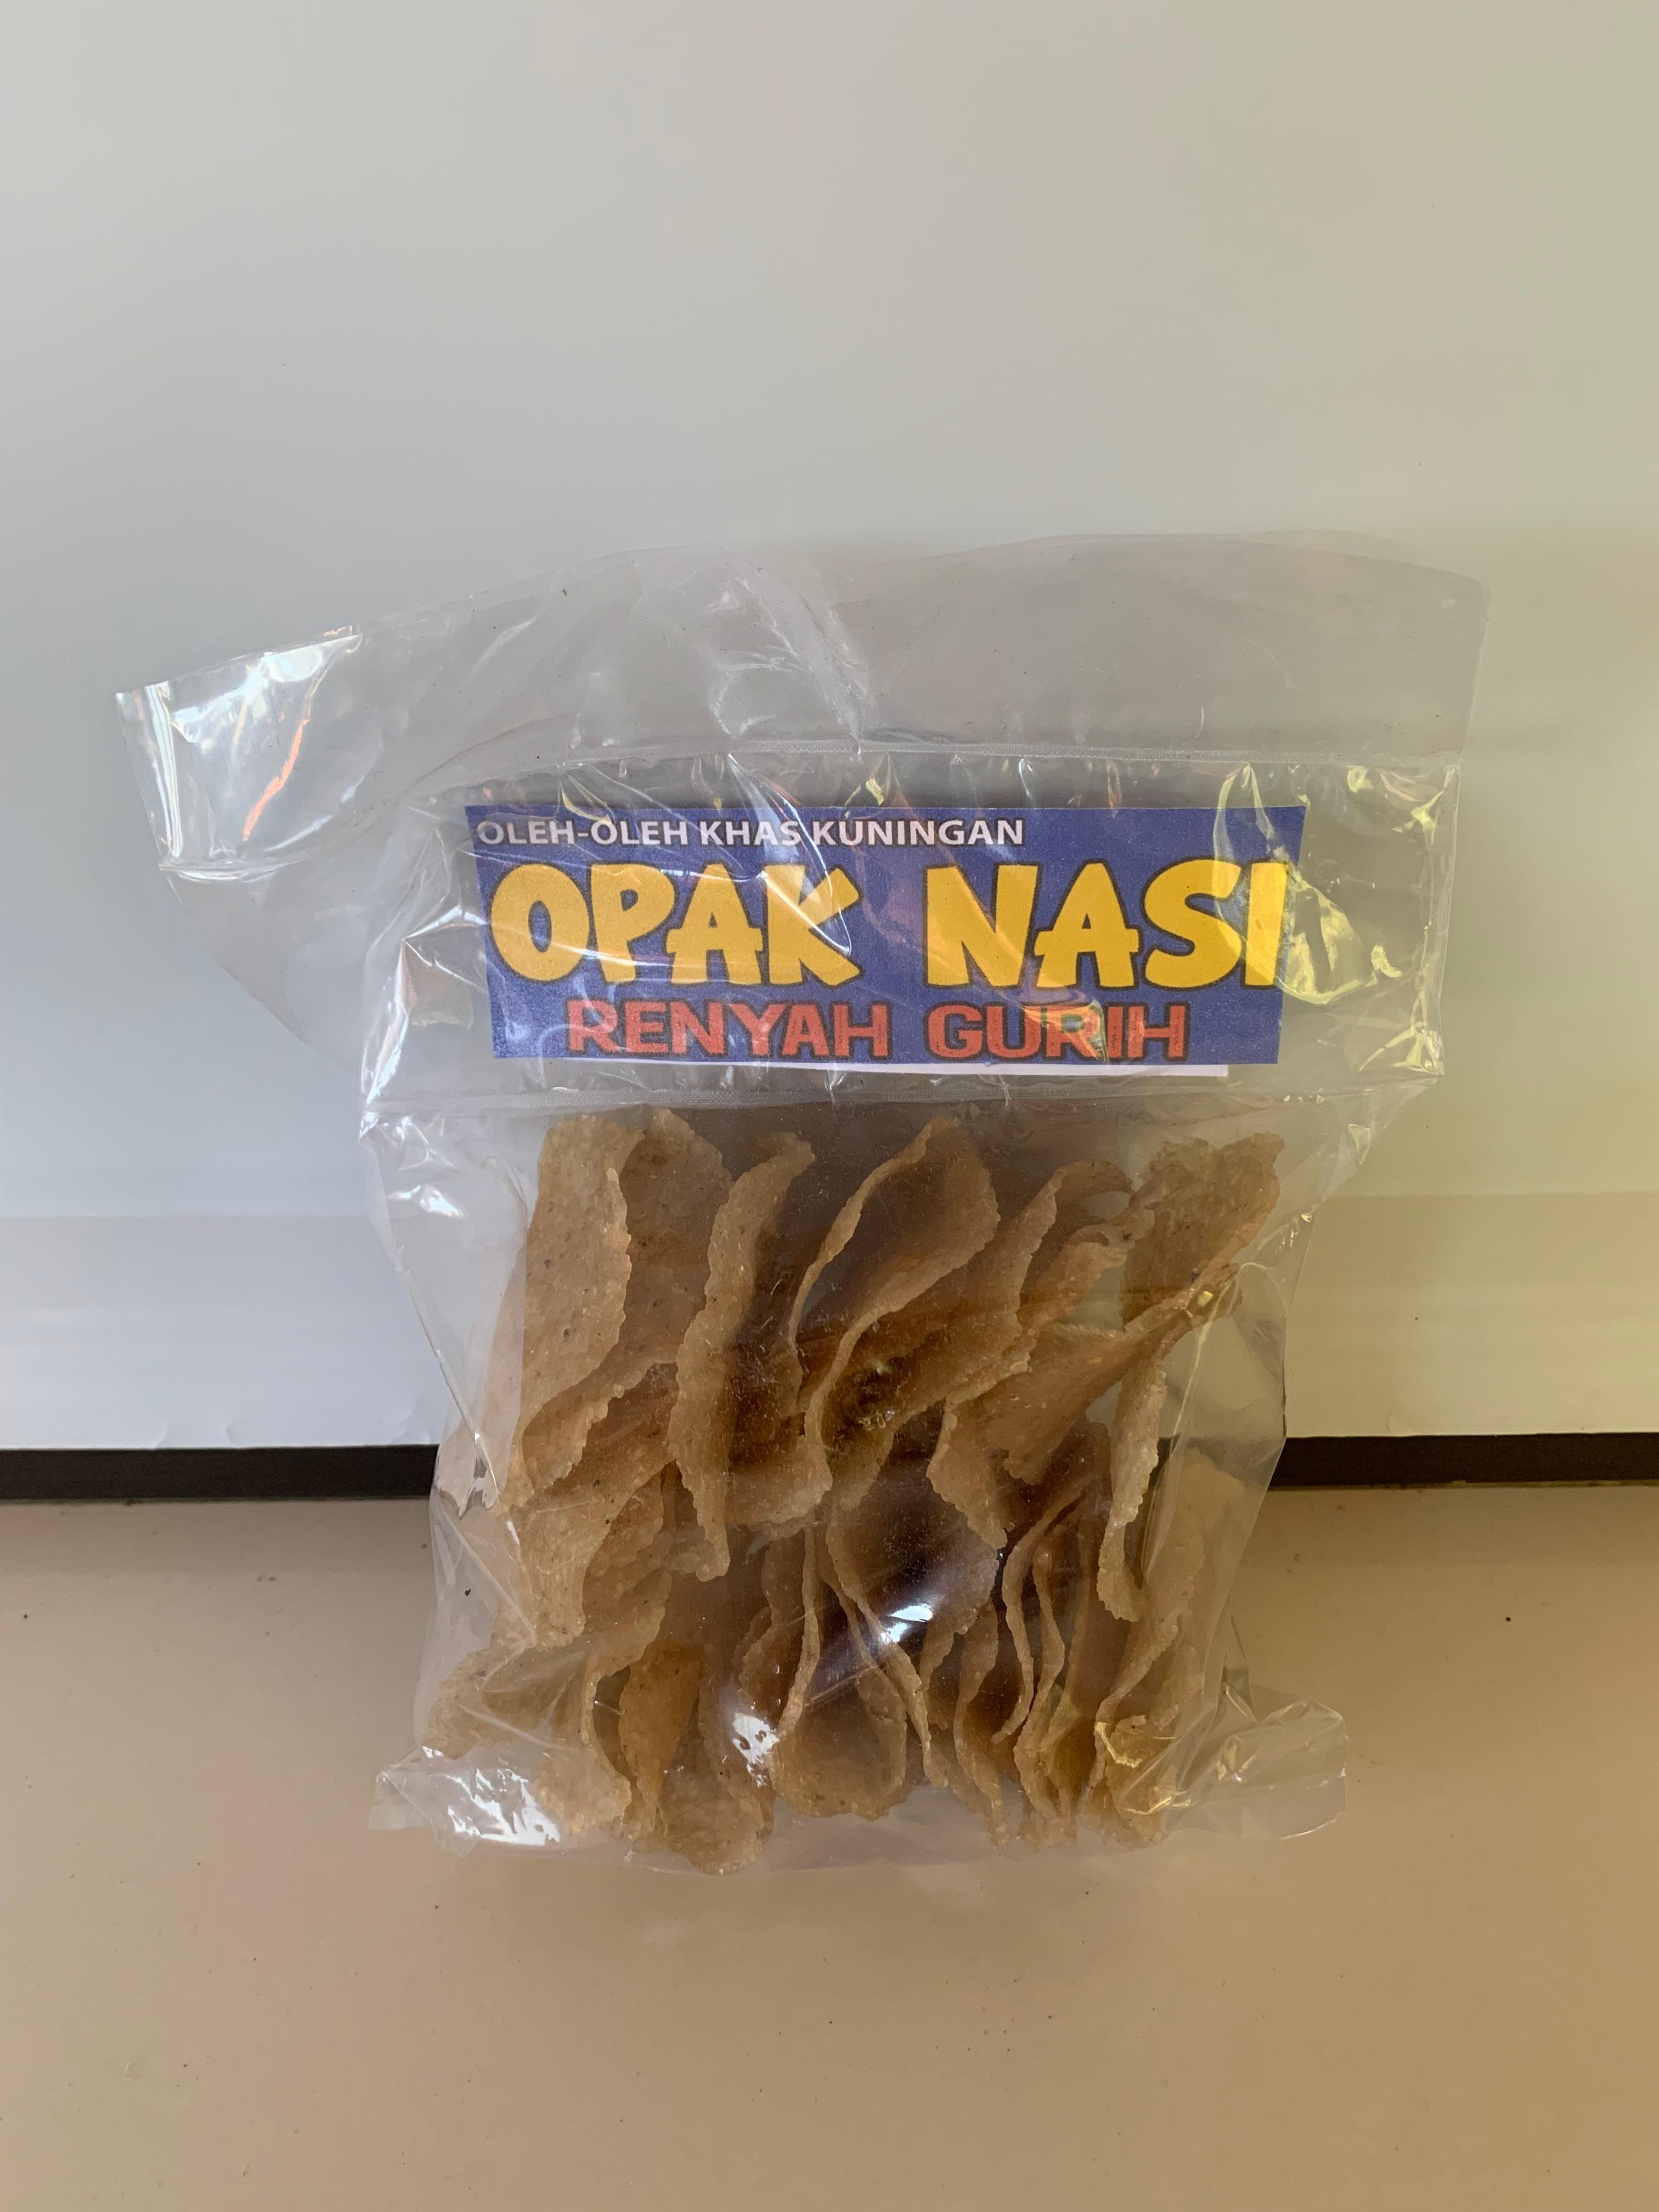 OLEH-OLEH KHAS KUNINGAN
OPAK NASI
RENYAH GURIH